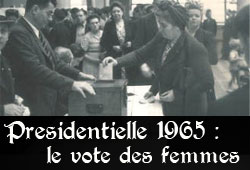 Presidentielle 1965 :
le vote des femmes